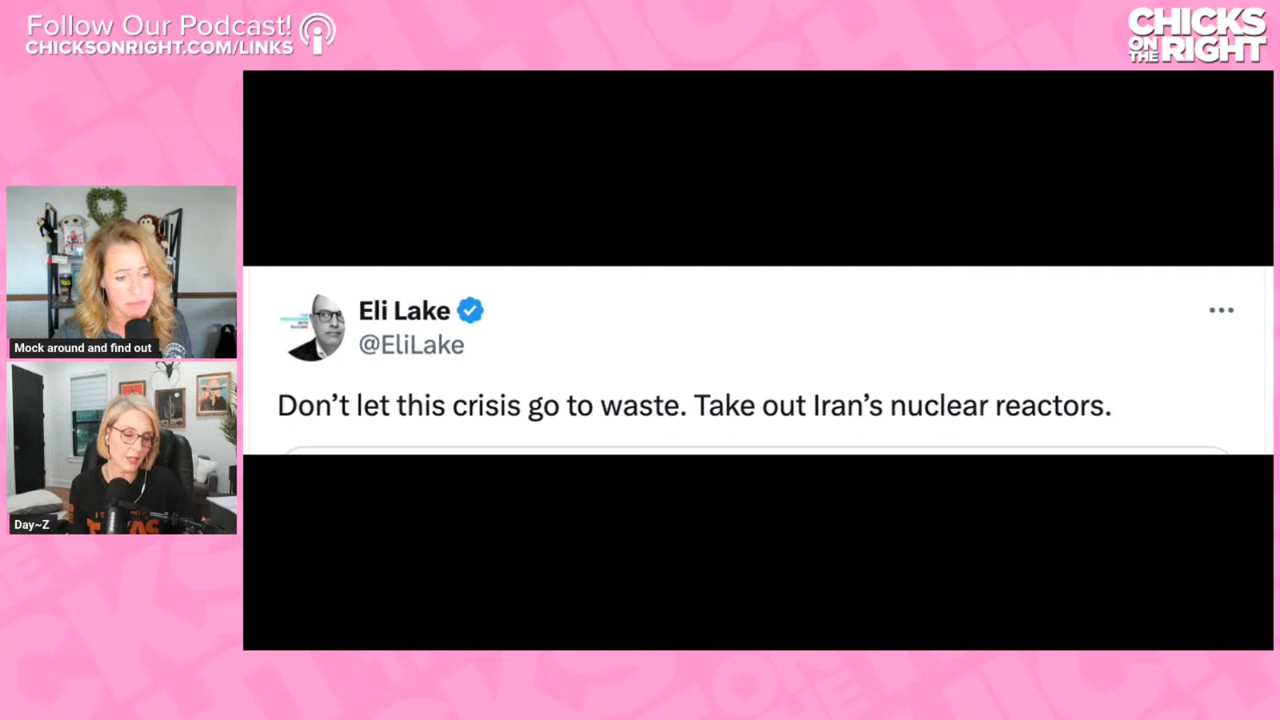 Follow Our Podcast!
CHICKSONRIGHT.COM/LINKS
CHICKS
ON THE RIGHT
Eli Lake
@EliLake
Don’t let this crisis go to waste. Take out Iran’s nuclear reactors.
Mock around and find out
Day~Z